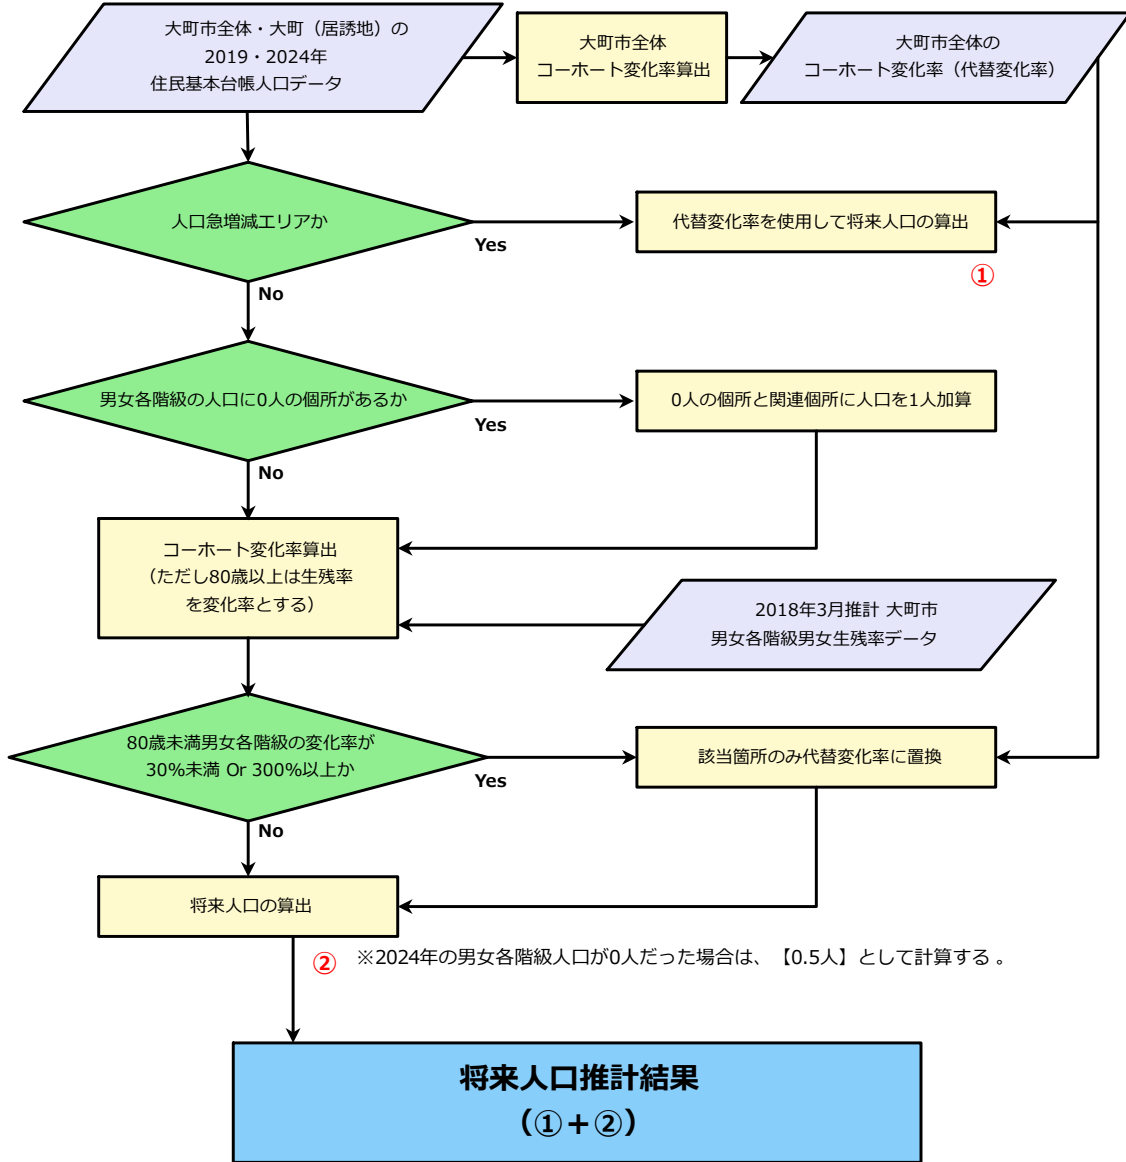 大町市全体・大町（居誘地）の
2019・2024年
住民基本台帳人口データ
大町市全体
コーホート変化率算出
大町市全体の
コーホート変化率（代替変化率）
人口急増減エリアか
Yes
No
代替変化率を使用して将来人口の算出
①
男女各階級の人口に0人の個所があるか
Yes
No
0人の個所と関連個所に人口を1人加算
コーホート変化率算出
（ただし80歳以上は生残率
を変化率とする）
2018年3月推計 大町市
男女各階級男女生残率データ
80歳未満男女各階級の変化率が
30%未満 Or 300%以上か
Yes
No
該当箇所のみ代替変化率に置換
将来人口の算出
②
※2024年の男女各階級人口が0人だった場合は、【0.5人】として計算する 。
将来人口推計結果
（①＋②）